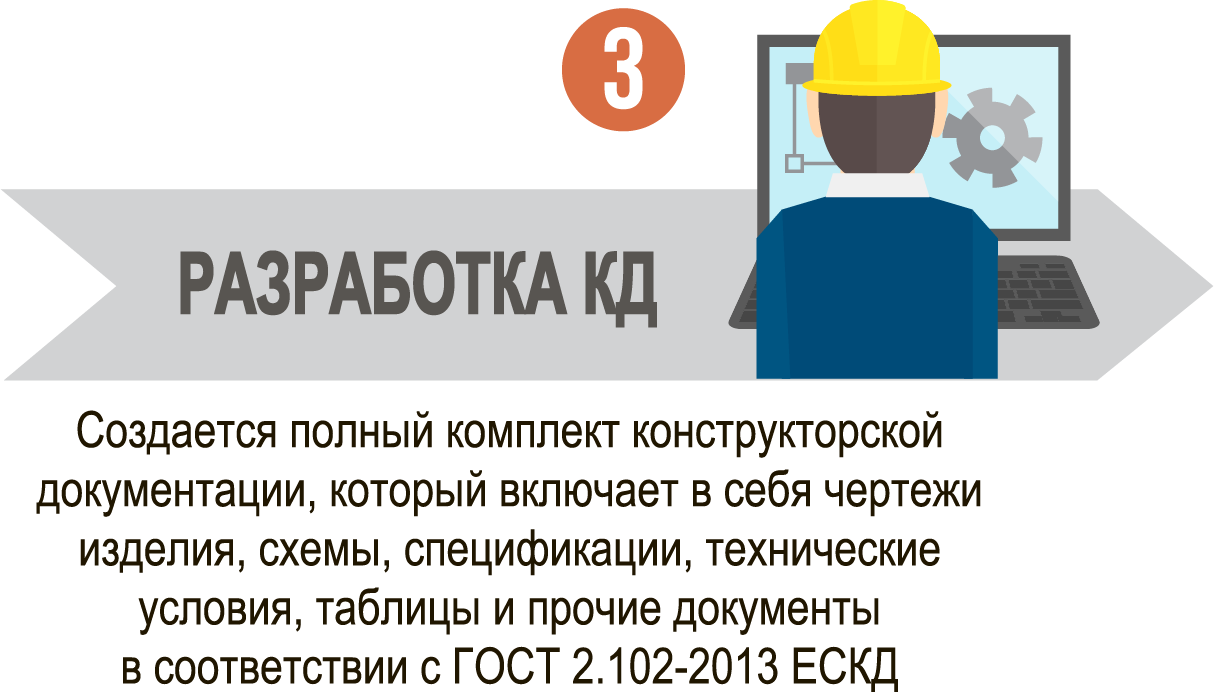 3
РАЗРАБОТКА КД
Создается полный комплект конструкторской
документации, который включает в себя чертежи
изделия, схемы, спецификации, технические
условия, таблицы и прочие документы
в соответствии с ГОСТ 2.102-2013 ЕСКД